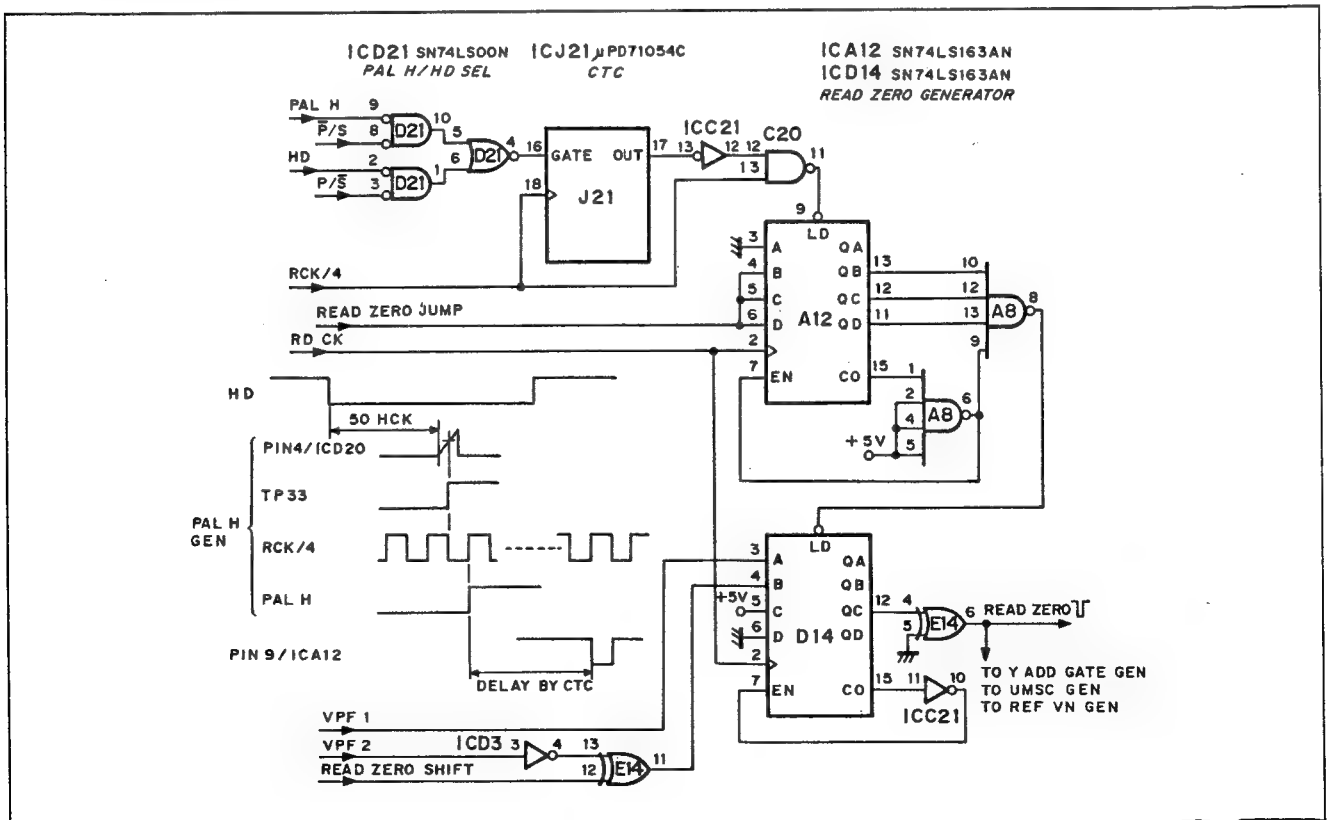 ICD21 SN74LS00N ICJ21 μPD71054C ICA12 SN74LS163AN
PAL H/HD SEL CTC ICD14 SN74LS163AN
READ ZERO GENERATOR
PAL H 9
P̅/S 8 D21 10 5
HD 2 6 D21 4 16 GATE OUT 17 13 ICC21 12 12 C20 11
P/S̅ 3 D21 1 18 J21 13
9 LD
3 A QA
4 B QB 13 10
5 C QC 12 12 8
6 D A12 QD 11 13 A8
2 9
7 EN CO 15 1
2
4 A8 6
5
+5V
RCK/4
READ ZERO JUMP
RD CK
HD
50 HCK
PIN4/ICD20
TP33
PAL H GEN
RCK/4
PAL H
PIN 9/ICA12
DELAY BY CTC
LD
3 A QA
4 B QB
+5V 5 C QC 12 4 6 READ ZERO
6 D D14 QD 5 E14
2
7 EN CO 15 11 10
ICC21
TO Y ADD GATE GEN
TO UMSC GEN
TO REF VN GEN
VPF 1
VPF 2 ICD3 3 4 13 11
READ ZERO SHIFT 12 E14